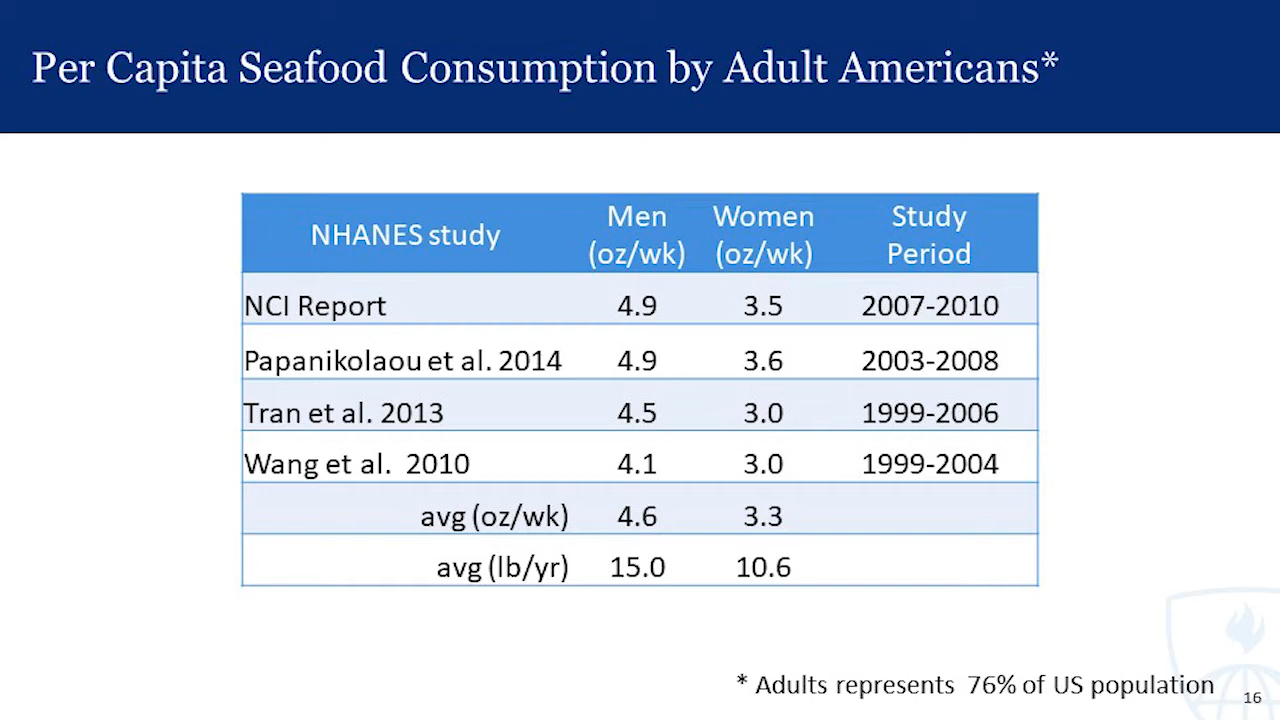 Per Capita Seafood Consumption by Adult Americans*
NHANES study Men (oz/wk) Women (oz/wk) Study Period
NCI Report 4.9 3.5 2007-2010
Papanikolaou et al. 2014 4.9 3.6 2003-2008
Tran et al. 2013 4.5 3.0 1999-2006
Wang et al. 2010 4.1 3.0 1999-2004
avg (oz/wk) 4.6 3.3
avg (lb/yr) 15.0 10.6
* Adults represents 76% of US population
16